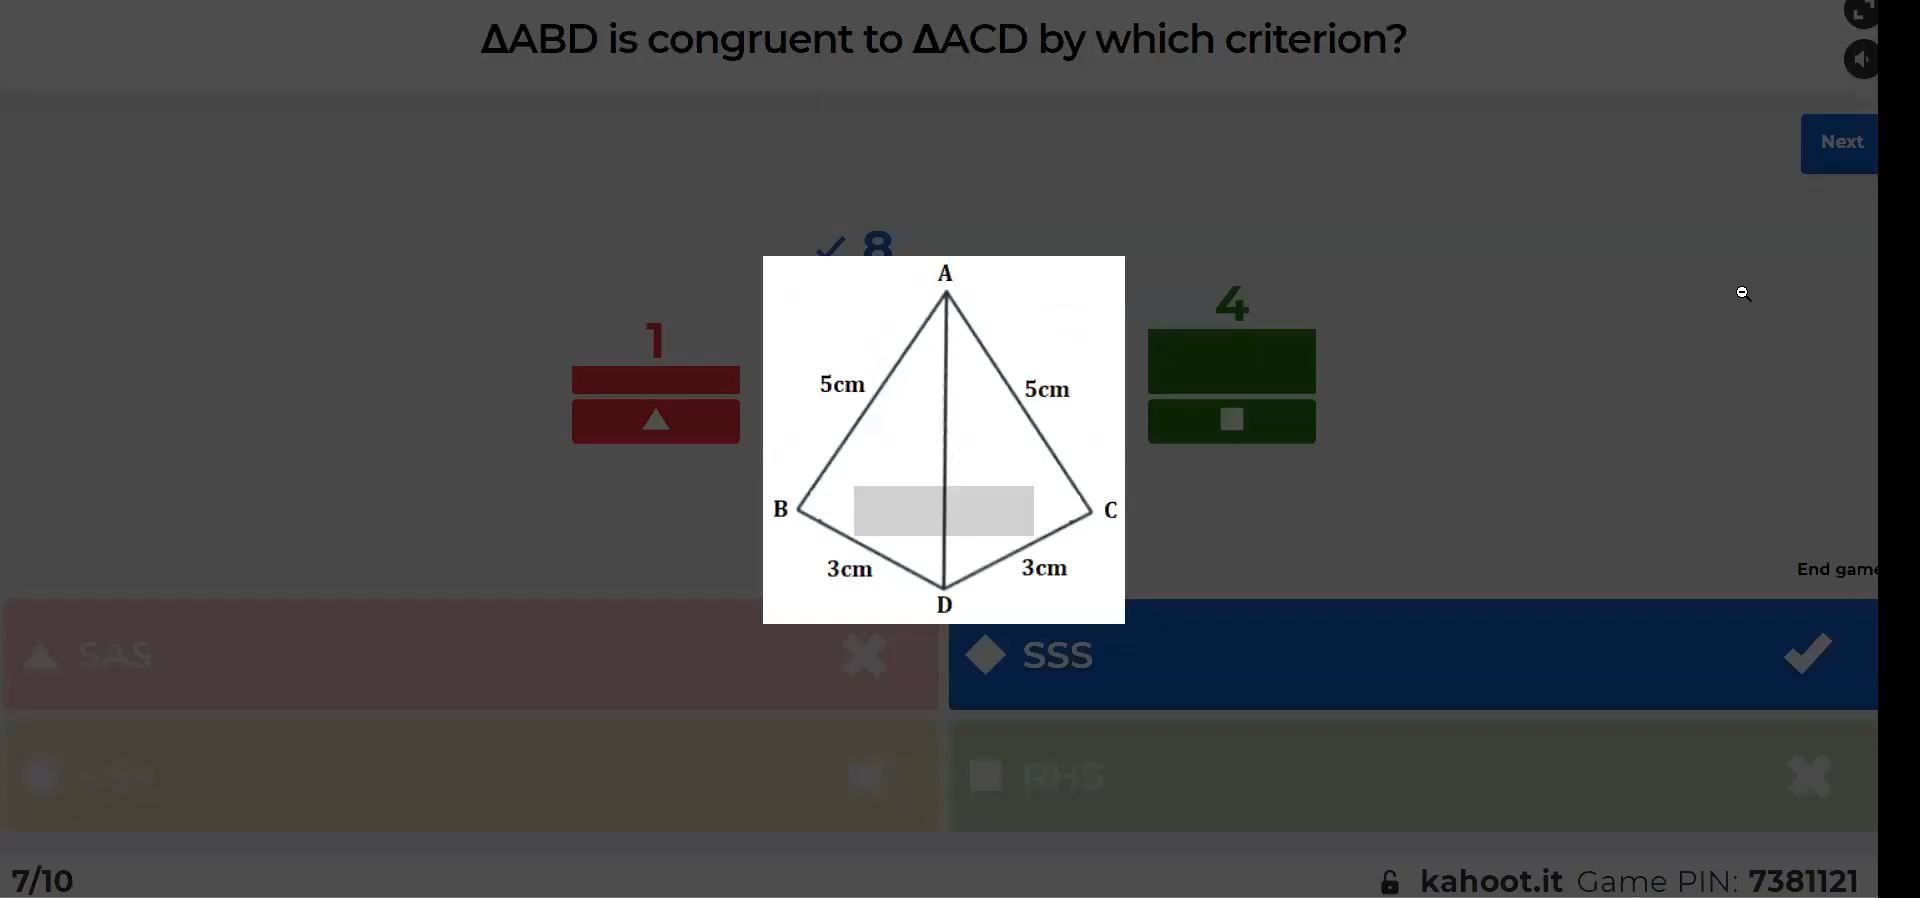 ΔABD is congruent to ΔACD by which criterion?
Next
8
1
4
A
5cm
5cm
B
C
3cm
3cm
D
End game
SAS
SSS
RHS
7/10
kahoot.it Game PIN: 7381121